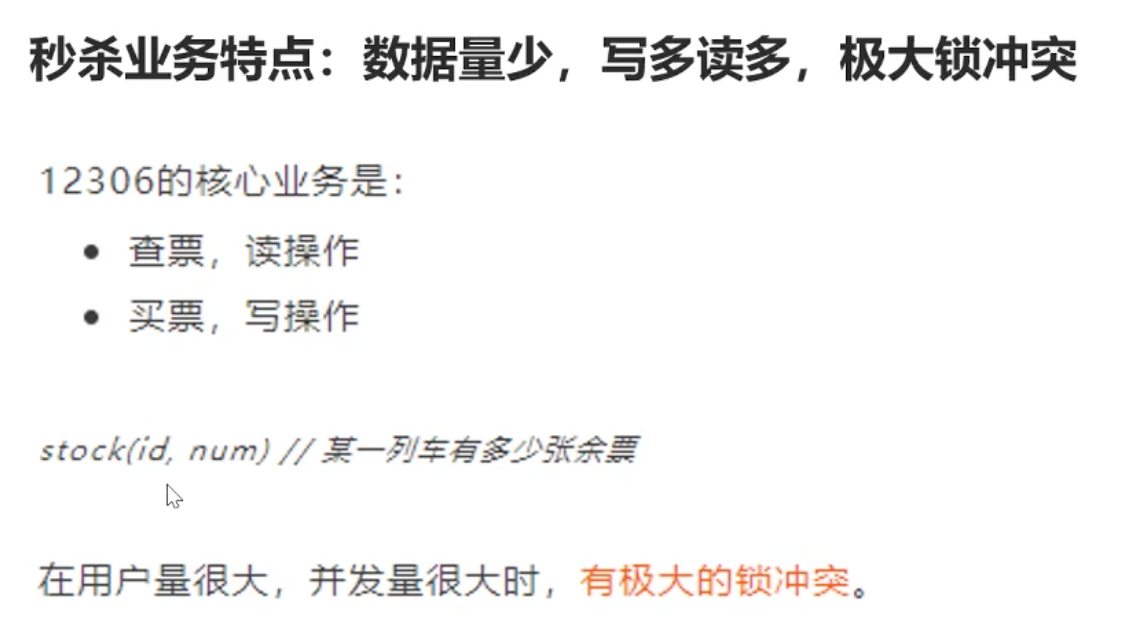 秒杀业务特点：数据量少，写多读多，极大锁冲突
12306的核心业务是：
• 查票，读操作
• 买票，写操作
stock(id, num) // 某一列车有多少张余票
在用户量很大，并发量很大时，有极大的锁冲突。